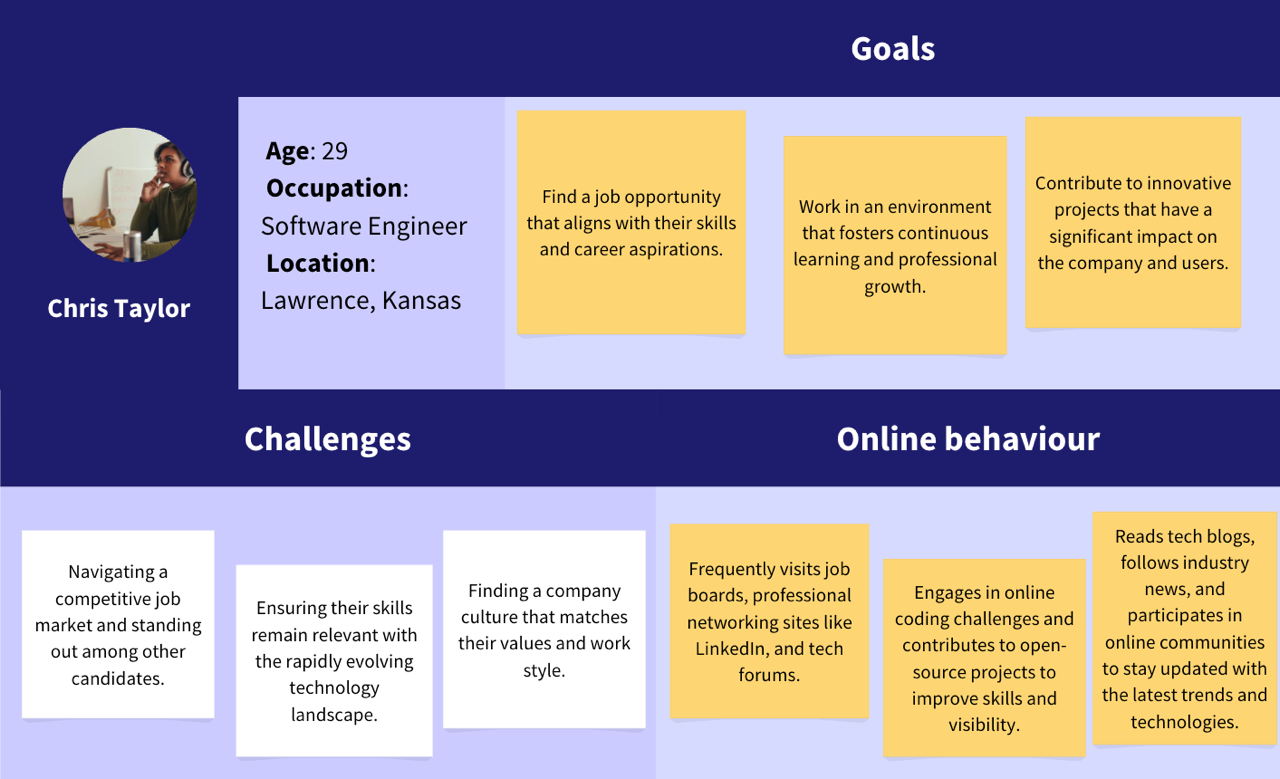 Goals
Chris Taylor
Age: 29
Occupation:
Software Engineer
Location:
Lawrence, Kansas
Find a job opportunity
that aligns with their skills
and career aspirations.
Work in an environment
that fosters continuous
learning and professional
growth.
Contribute to innovative
projects that have a
significant impact on
the company and users.
Challenges
Navigating a
competitive job
market and standing
out among other
candidates.
Ensuring their skills
remain relevant with
the rapidly evolving
technology
landscape.
Finding a company
culture that matches
their values and work
style.
Online behaviour
Frequently visits job
boards, professional
networking sites like
LinkedIn, and tech
forums.
Engages in online
coding challenges and
contributes to open-
source projects to
improve skills and
visibility.
Reads tech blogs,
follows industry
news, and
participates in
online communities
to stay updated with
the latest trends and
technologies.